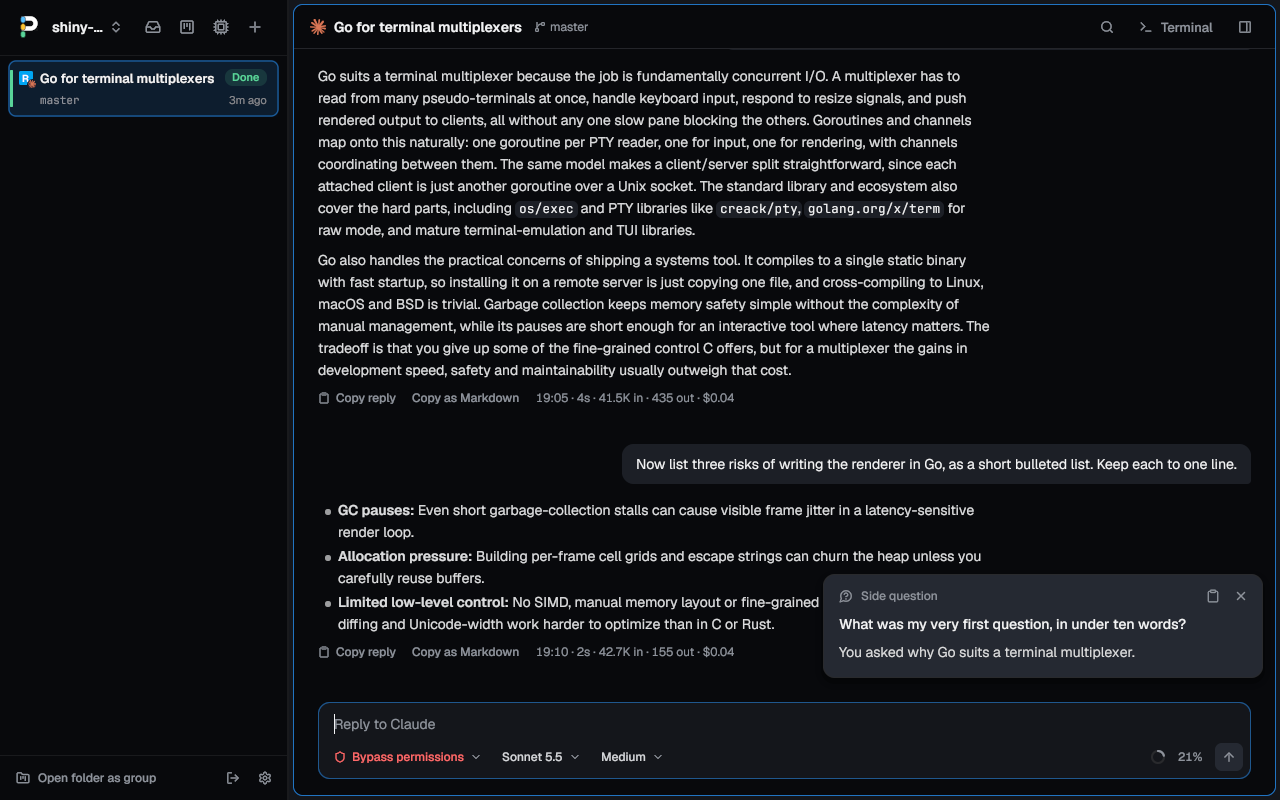 shiny-...
Go for terminal multiplexers
Done
master
3m ago
Open folder as group
Go for terminal multiplexers
master
Terminal
Go suits a terminal multiplexer because the job is fundamentally concurrent I/O. A multiplexer has to
read from many pseudo-terminals at once, handle keyboard input, respond to resize signals, and push
rendered output to clients, all without any one slow pane blocking the others. Goroutines and channels
map onto this naturally: one goroutine per PTY reader, one for input, one for rendering, with channels
coordinating between them. The same model makes a client/server split straightforward, since each
attached client is just another goroutine over a Unix socket. The standard library and ecosystem also
cover the hard parts, including os/exec and PTY libraries like creack/pty, golang.org/x/term for
raw mode, and mature terminal-emulation and TUI libraries.
Go also handles the practical concerns of shipping a systems tool. It compiles to a single static binary
with fast startup, so installing it on a remote server is just copying one file, and cross-compiling to Linux,
macOS and BSD is trivial. Garbage collection keeps memory safety simple without the complexity of
manual management, while its pauses are short enough for an interactive tool where latency matters. The
tradeoff is that you give up some of the fine-grained control C offers, but for a multiplexer the gains in
development speed, safety and maintainability usually outweigh that cost.
Copy reply Copy as Markdown 19:05 · 4s · 41.5K in · 435 out · $0.04
Now list three risks of writing the renderer in Go, as a short bulleted list. Keep each to one line.
GC pauses: Even short garbage-collection stalls can cause visible frame jitter in a latency-sensitive
render loop.
Allocation pressure: Building per-frame cell grids and escape strings can churn the heap unless you
carefully reuse buffers.
Limited low-level control: No SIMD, manual memory layout or fine-grained
diffing and Unicode-width work harder to optimize than in C or Rust.
Copy reply Copy as Markdown 19:10 · 2s · 42.7K in · 155 out · $0.04
Side question
What was my very first question, in under ten words?
You asked why Go suits a terminal multiplexer.
Reply to Claude
Bypass permissions Sonnet 5.5 Medium 21%